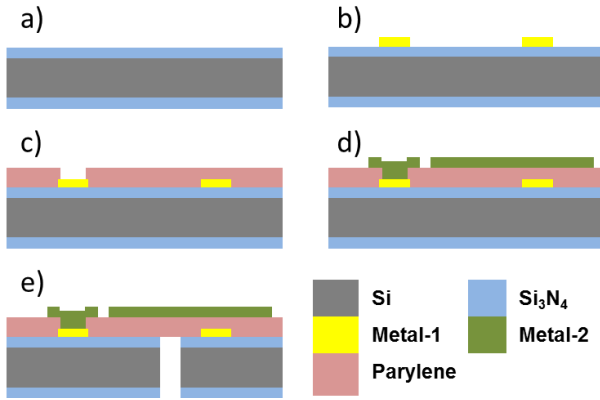 a)
b)
c)
d)
e)
Si
Si₃N₄
Metal-1
Metal-2
Parylene